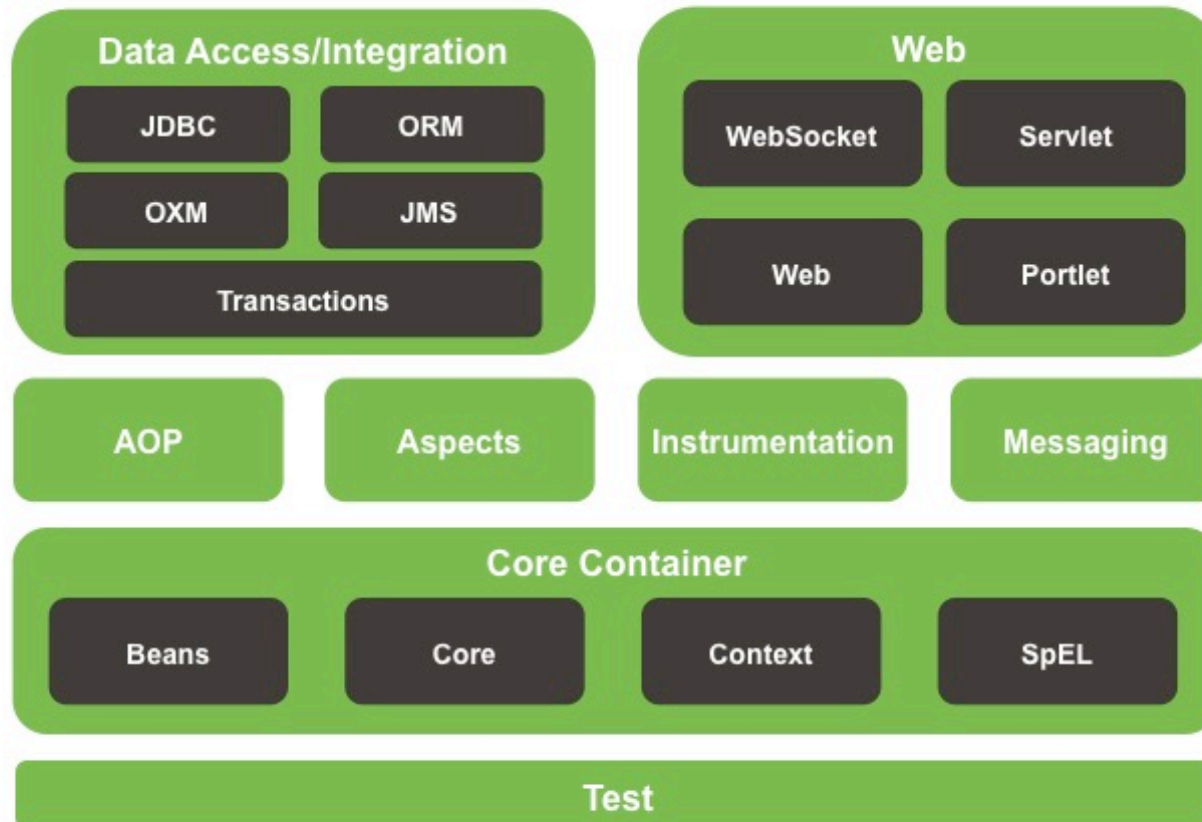 Data Access/Integration
JDBC
ORM
OXM
JMS
Transactions
Web
WebSocket
Servlet
Web
Portlet
AOP
Aspects
Instrumentation
Messaging
Core Container
Beans
Core
Context
SpEL
Test